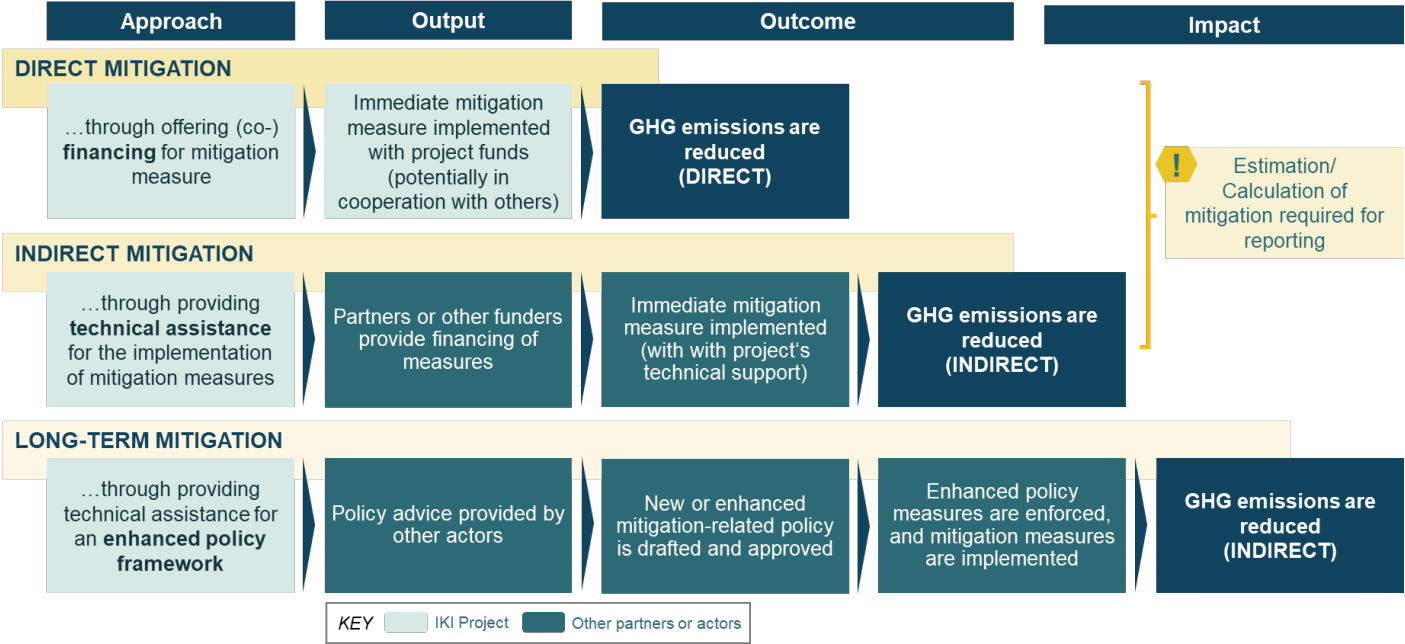 Approach
Output
Outcome
Impact
DIRECT MITIGATION
…through offering (co-)
financing for mitigation
measure
Immediate mitigation
measure implemented
with project funds
(potentially in
cooperation with others)
GHG emissions are
reduced
(DIRECT)
!
Estimation/
Calculation of
mitigation required for
reporting
INDIRECT MITIGATION
…through providing
technical assistance
for the implementation
of mitigation measures
Partners or other funders
provide financing of
measures
Immediate mitigation
measure implemented
(with with project‘s
technical support)
GHG emissions are
reduced
(INDIRECT)
LONG-TERM MITIGATION
…through providing
technical assistance for
an enhanced policy
framework
Policy advice provided by
other actors
New or enhanced
mitigation-related policy
is drafted and approved
Enhanced policy
measures are enforced,
and mitigation measures
are implemented
GHG emissions are
reduced
(INDIRECT)
KEY IKI Project Other partners or actors